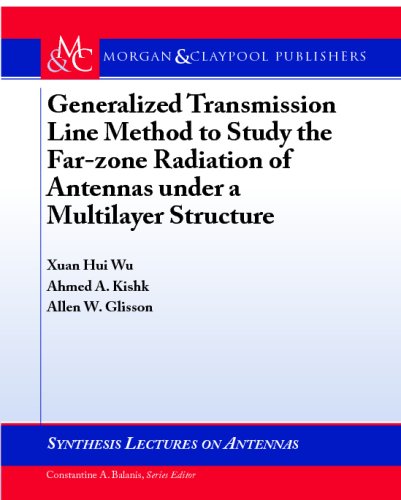 M&C MORGAN & CLAYPOOL PUBLISHERS
Generalized Transmission
Line Method to Study the
Far-zone Radiation of
Antennas under a
Multilayer Structure
Xuan Hui Wu
Ahmed A. Kishk
Allen W. Glisson
SYNTHESIS LECTURES ON ANTENNAS
Constantine A. Balanis, Series Editor